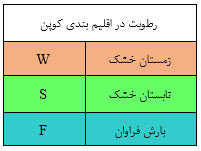 رطوبت در اقلیم بندی کوپن
زمستان خشک W
تابستان خشک S
بارش فراوان F